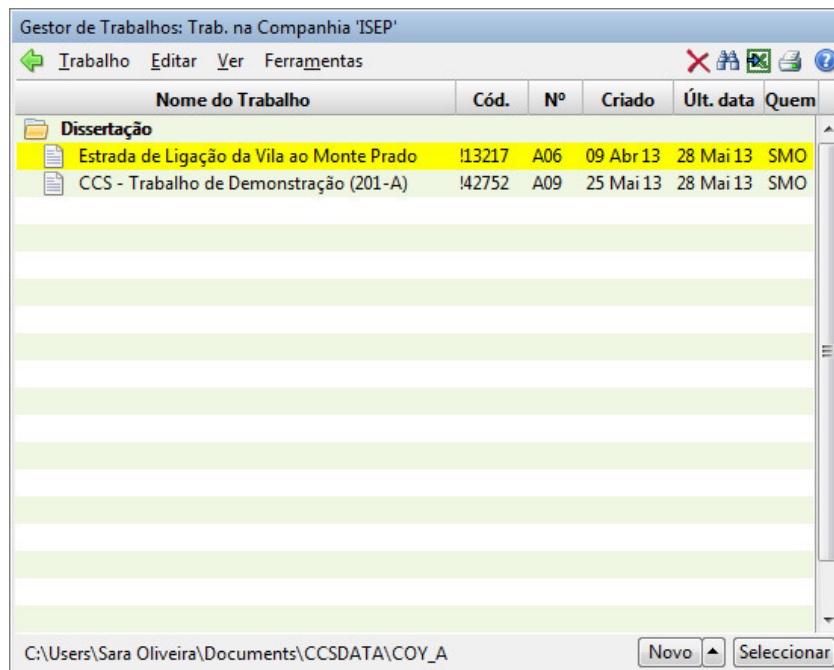 Gestor de Trabalhos: Trab. na Companhia 'ISEP'
Trabalho Editar Ver Ferramentas
Nome do Trabalho Cód. Nº Criado Últ. data Quem
Dissertação
Estrada de Ligação da Vila ao Monte Prado !13217 A06 09 Abr 13 28 Mai 13 SMO
CCS - Trabalho de Demonstração (201-A) !42752 A09 25 Mai 13 28 Mai 13 SMO
C:\Users\Sara Oliveira\Documents\CCSDATA\COY_A Novo Seleccionar